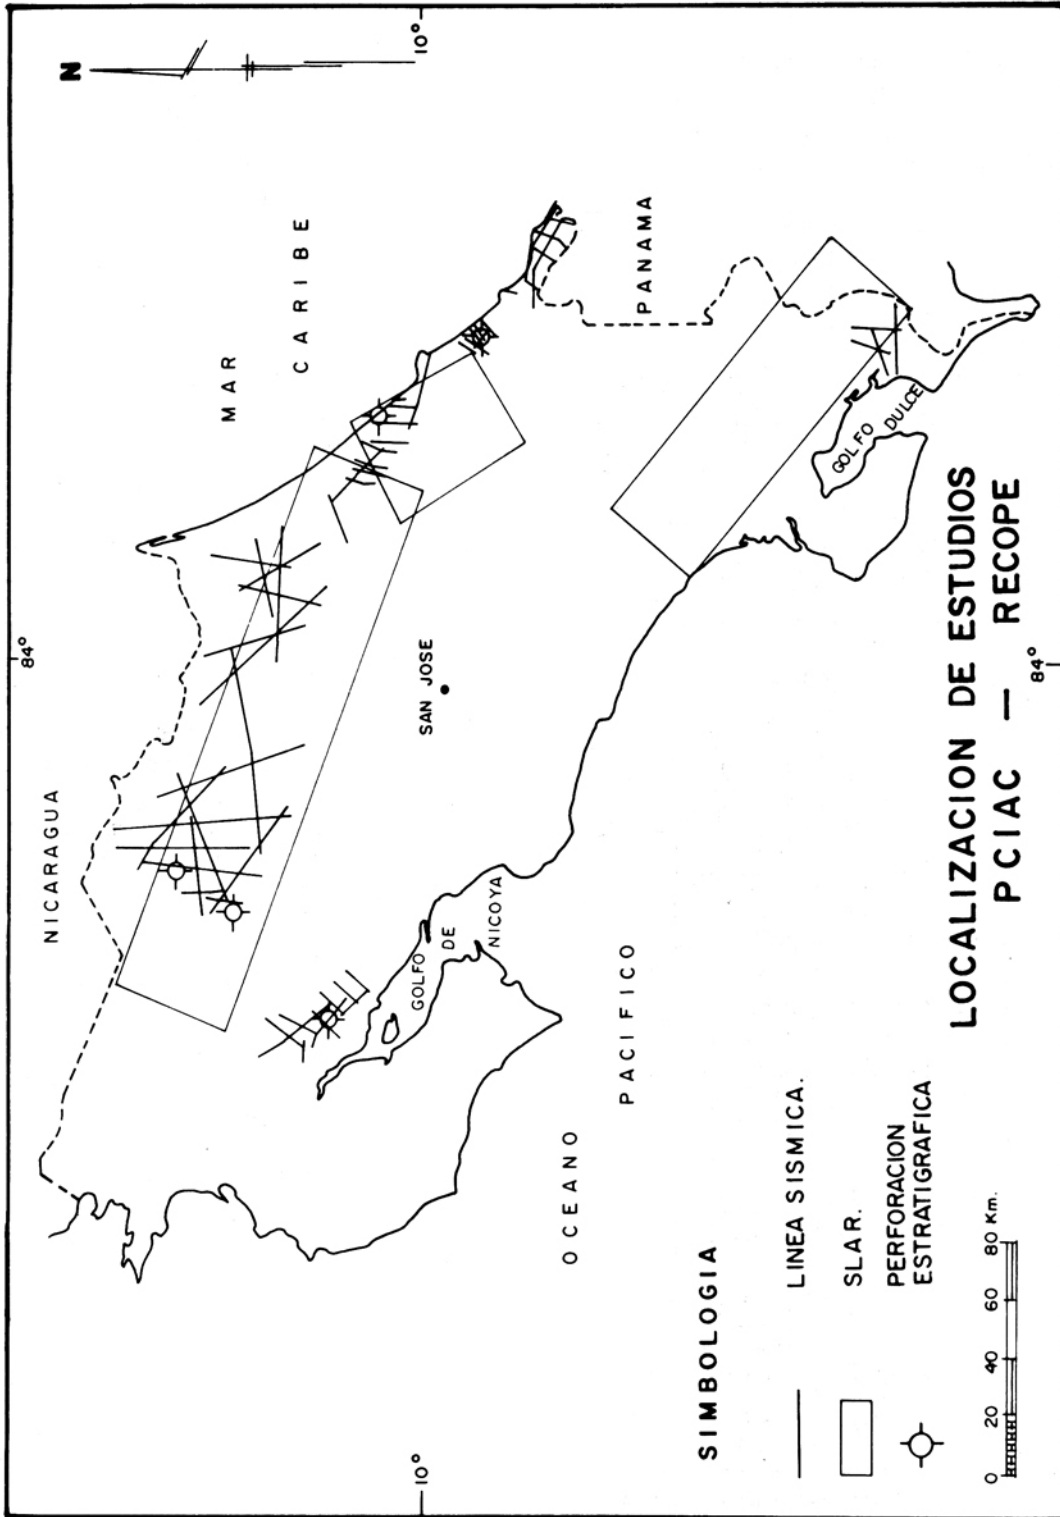 N
10°
MAR
CARIBE
NICARAGUA
84°
SAN JOSE
PANAMA
GOLFO
DE
NICOYA
GOLFO DULCE
OCEANO
PACIFICO
10°
84°
LOCALIZACION DE ESTUDIOS
PCIAC — RECOPE
SIMBOLOGIA
LINEA SISMICA.
SLAR.
PERFORACION
ESTRATIGRAFICA
0 20 40 60 80 Km.